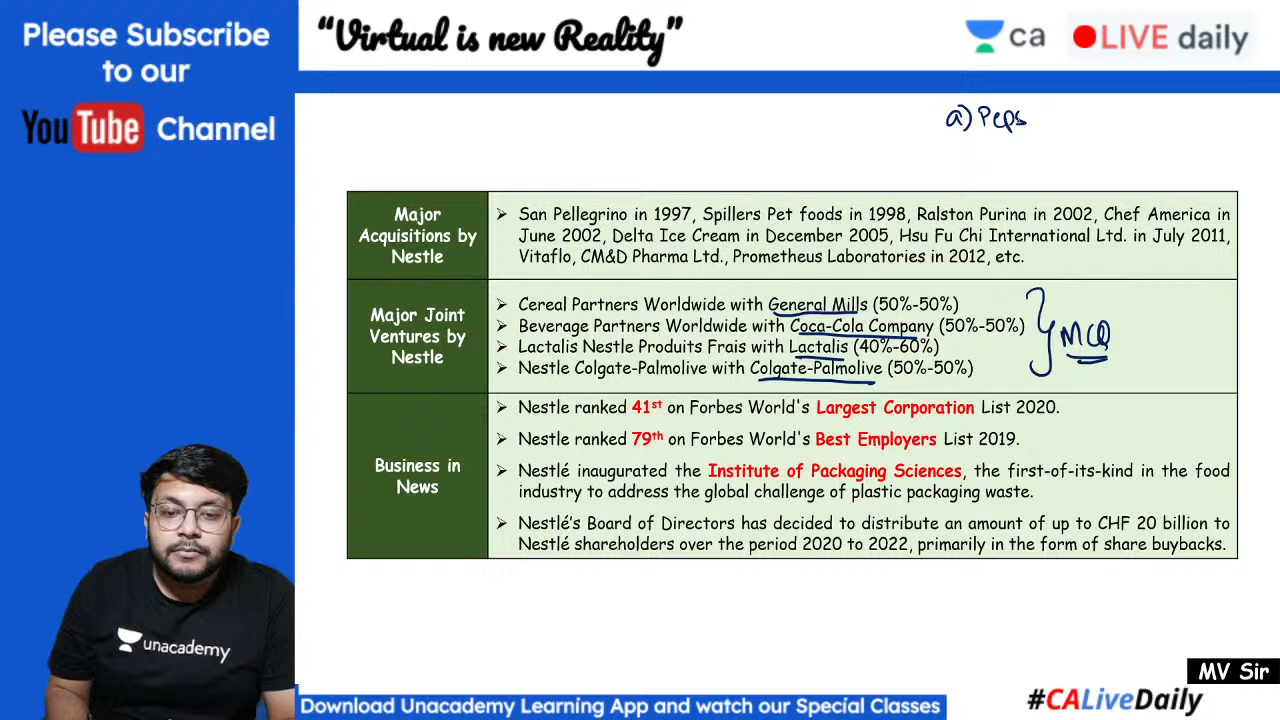 Please Subscribe
to our
YouTube Channel
"Virtual is new Reality"
ca
LIVE daily
a) Peps
Major
Acquisitions by
Nestle
➢ San Pellegrino in 1997, Spillers Pet foods in 1998, Ralston Purina in 2002, Chef America in
June 2002, Delta Ice Cream in December 2005, Hsu Fu Chi International Ltd. in July 2011,
Vitaflo, CM&D Pharma Ltd., Prometheus Laboratories in 2012, etc.
Major Joint
Ventures by
Nestle
➢ Cereal Partners Worldwide with General Mills (50%-50%)
➢ Beverage Partners Worldwide with Coca-Cola Company (50%-50%)
➢ Lactalis Nestle Produits Frais with Lactalis (40%-60%)
➢ Nestle Colgate-Palmolive with Colgate-Palmolive (50%-50%)
MCQ
Business in
News
➢ Nestle ranked 41st on Forbes World's Largest Corporation List 2020.
➢ Nestle ranked 79th on Forbes World's Best Employers List 2019.
➢ Nestlé inaugurated the Institute of Packaging Sciences, the first-of-its-kind in the food
industry to address the global challenge of plastic packaging waste.
➢ Nestlé's Board of Directors has decided to distribute an amount of up to CHF 20 billion to
Nestlé shareholders over the period 2020 to 2022, primarily in the form of share buybacks.
unacademy
MV Sir
Download Unacademy Learning App and watch our Special Classes
#CALiveDaily